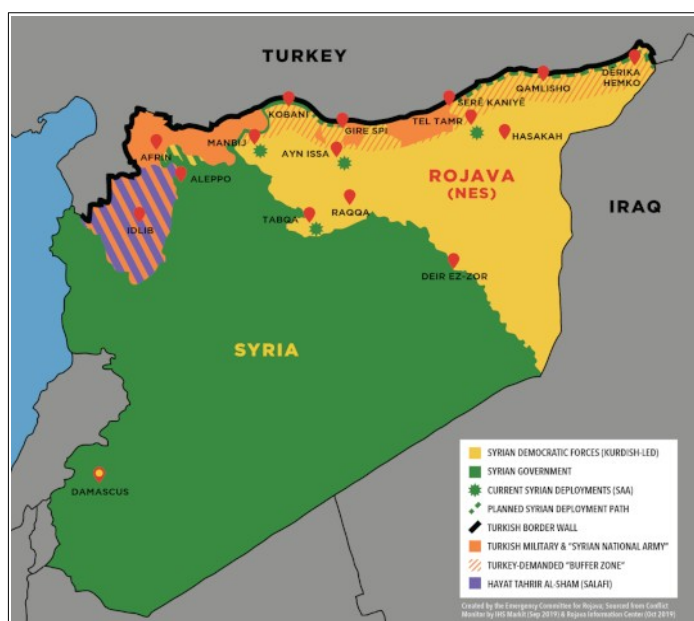 TURKEY
DERIKA
HEMKO
QAMLISHO
SERÊ KANIYÊ
KOBANI
GIRE SPI
TEL TAMR
HASAKAH
MANBIJ
AYN ISSA
AFRIN
ALEPPO
ROJAVA
(NES)
IRAQ
RAQQA
TABQA
IDLIB
DEIR EZ-ZOR
SYRIA
DAMASCUS
SYRIAN DEMOCRATIC FORCES (KURDISH-LED)
SYRIAN GOVERNMENT
CURRENT SYRIAN DEPLOYMENTS (SAA)
PLANNED SYRIAN DEPLOYMENT PATH
TURKISH BORDER WALL
TURKISH MILITARY & "SYRIAN NATIONAL ARMY"
TURKEY-DEMANDED "BUFFER ZONE"
HAYAT TAHRIR AL-SHAM (SALAFI)
Created by the Emergency Committee for Rojava, Sourced from Conflict
Monitor by IHS Markit (Sep 2019) & Rojava Information Center (Oct 2019)